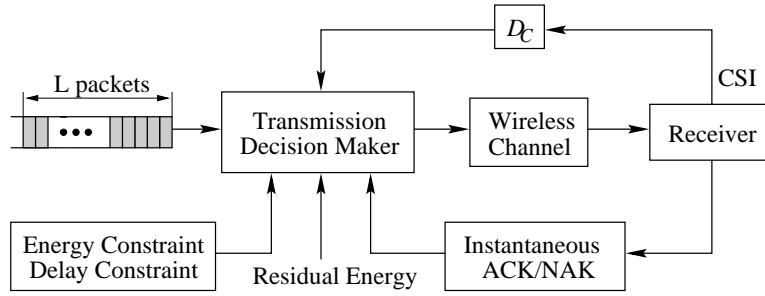 D_C
CSI
L packets
Transmission
Decision Maker
Wireless
Channel
Receiver
Energy Constraint
Delay Constraint
Residual Energy
Instantaneous
ACK/NAK